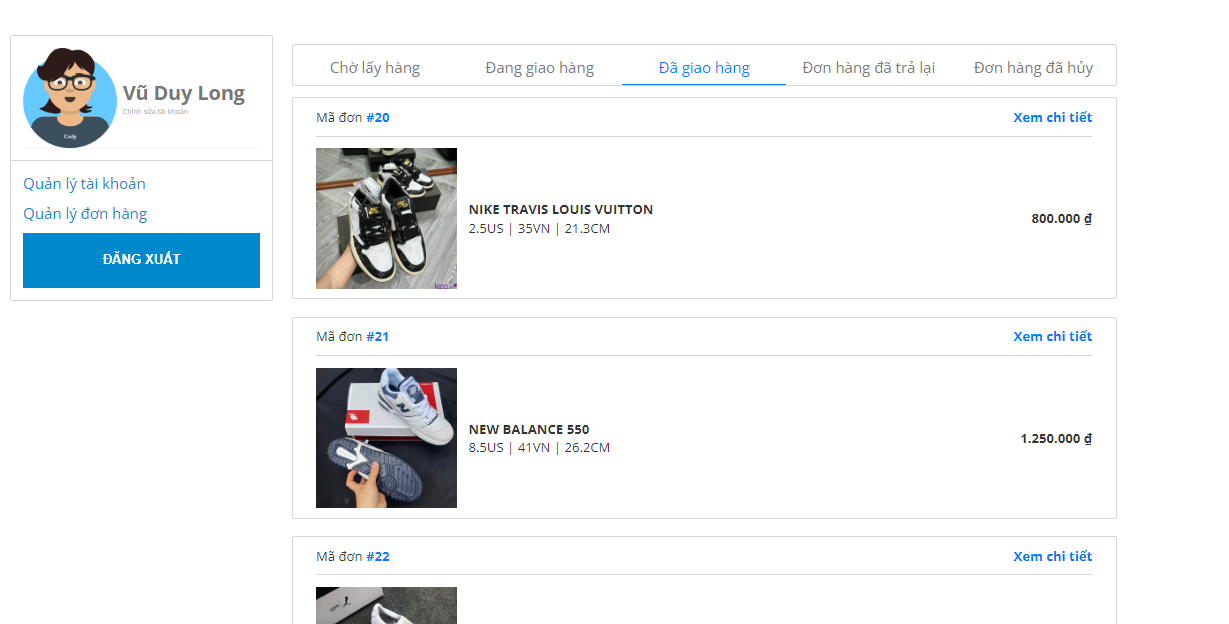 Vũ Duy Long
Chỉnh sửa tài khoản
Cody
Quản lý tài khoản
Quản lý đơn hàng
ĐĂNG XUẤT
Chờ lấy hàng
Đang giao hàng
Đã giao hàng
Đơn hàng đã trả lại
Đơn hàng đã hủy
Mã đơn #20
Xem chi tiết
NIKE TRAVIS LOUIS VUITTON
2.5US | 35VN | 21.3CM
800.000 ₫
Mã đơn #21
Xem chi tiết
NEW BALANCE 550
8.5US | 41VN | 26.2CM
1.250.000 ₫
Mã đơn #22
Xem chi tiết